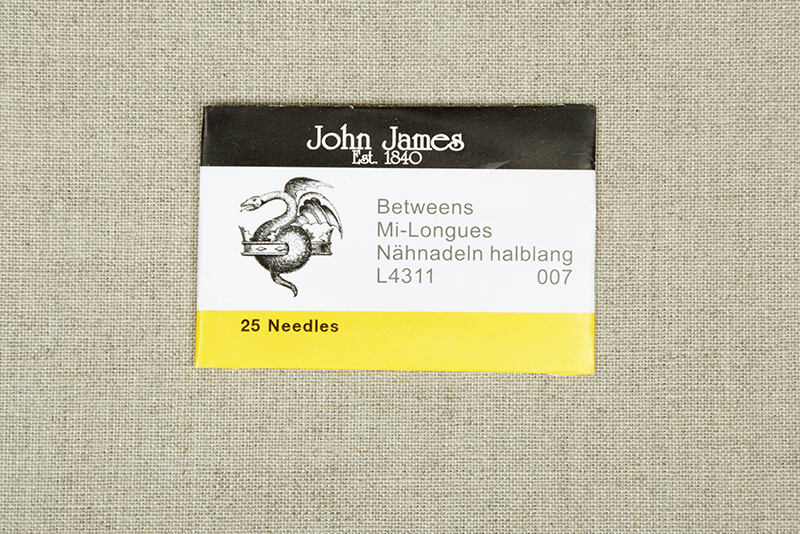 John James
Est. 1840
Betweens
Mi-Longues
Nähnadeln halblang
L4311 007
25 Needles